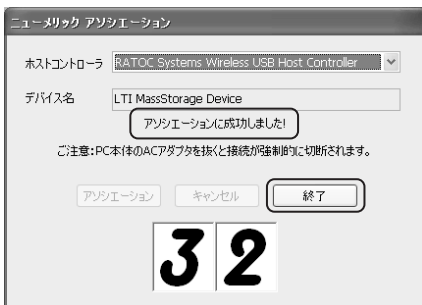 ニューメリック アソシエーション
ホストコントローラ RATOC Systems Wireless USB Host Controller
デバイス名 LTI MassStorage Device
アソシエーションに成功しました!
ご注意:PC本体のACアダプタを抜くと接続が強制的に切断されます。
アソシエーション キャンセル 終了
32